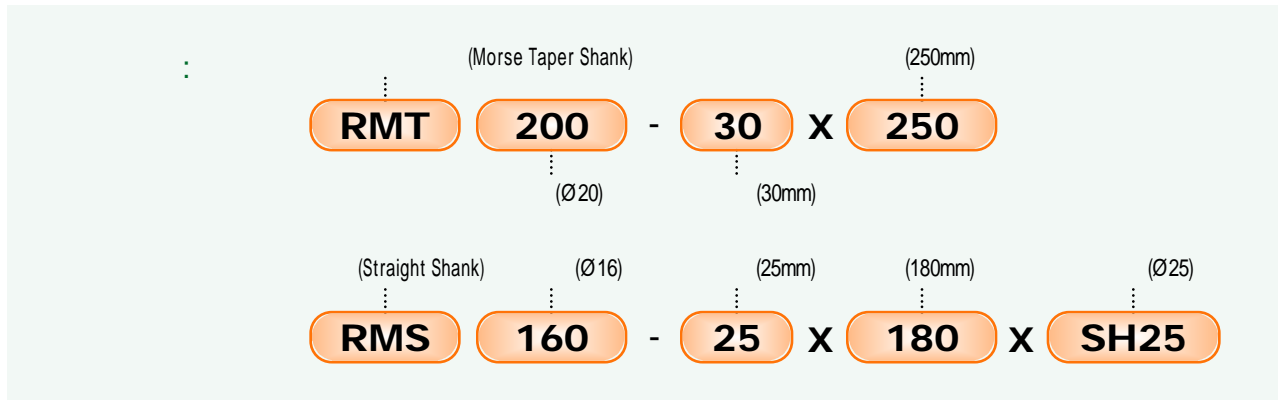 (Morse Taper Shank) (250mm)
:
RMT 200 - 30 X 250
(Ø20) (30mm)
(Straight Shank) (Ø16) (25mm) (180mm) (Ø25)
RMS 160 - 25 X 180 X SH25